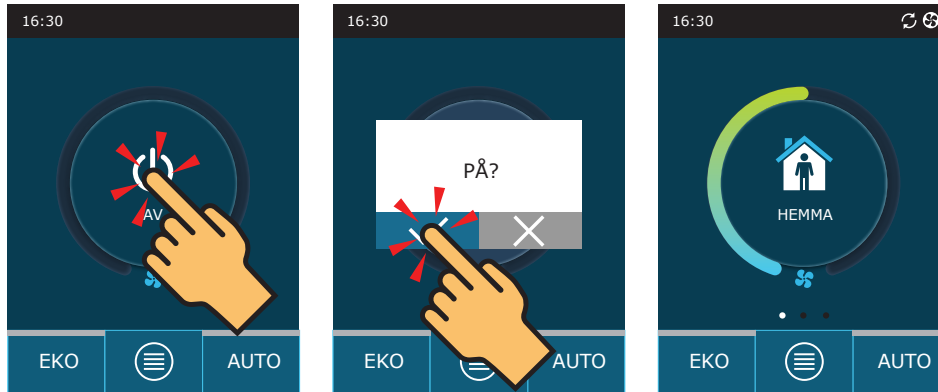 16:30
AV
EKO
AUTO
16:30
PÅ?
EKO
AUTO
16:30
HEMMA
EKO
AUTO